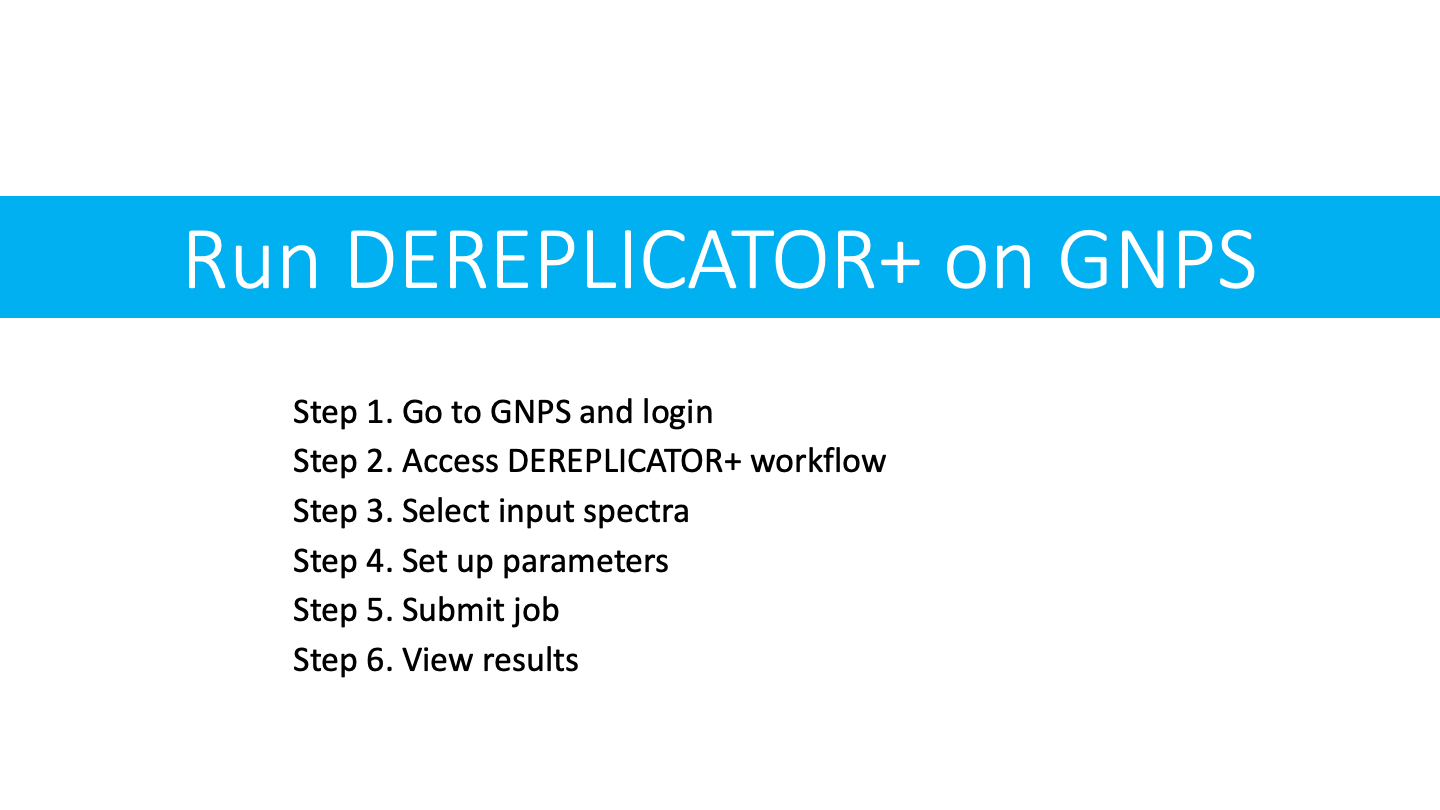 Run DEREPLICATOR+ on GNPS
Step 1. Go to GNPS and login
Step 2. Access DEREPLICATOR+ workflow
Step 3. Select input spectra
Step 4. Set up parameters
Step 5. Submit job
Step 6. View results